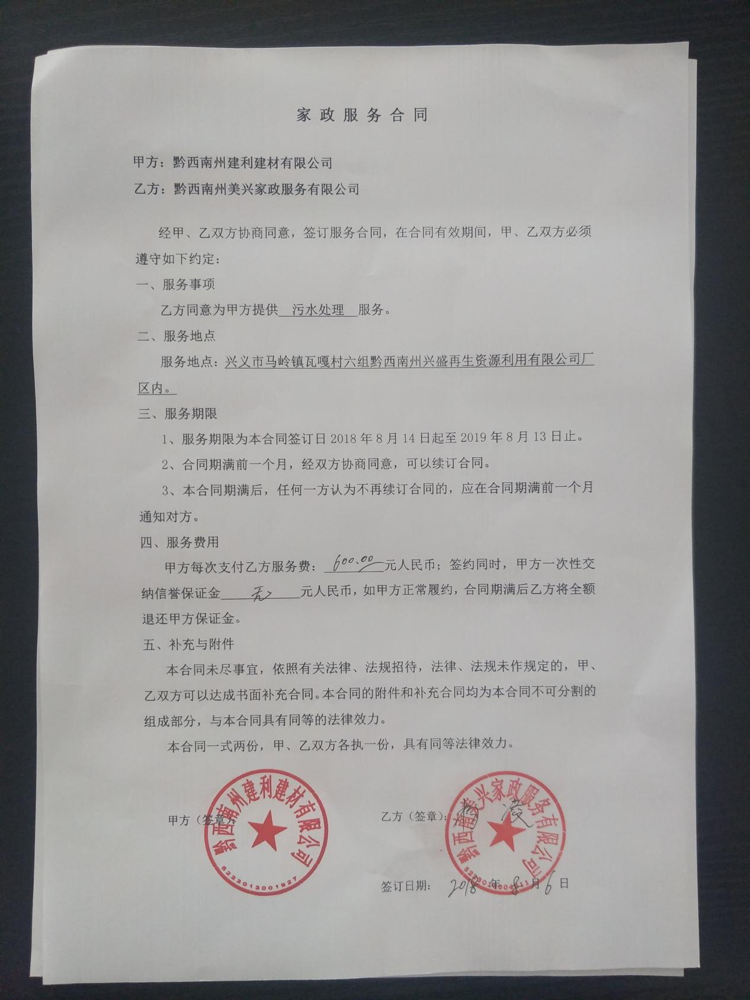 家政服务合同
甲方：黔西南州建利建材有限公司
乙方：黔西南州美兴家政服务有限公司
经甲、乙双方协商同意，签订服务合同，在合同有效期间，甲、乙双方必须
遵守如下约定：
一、服务事项
乙方同意为甲方提供 污水处理 服务。
二、服务地点
服务地点：兴义市马岭镇瓦嘎村六组黔西南州兴盛再生资源利用有限公司厂
区内。
三、服务期限
1、服务期限为本合同签订日 2018 年 8 月 14 日起至 2019 年 8 月 13 日止。
2、合同期满前一个月，经双方协商同意，可以续订合同。
3、本合同期满后，任何一方认为不再续订合同的，应在合同期满前一个月
通知对方。
四、服务费用
甲方每次支付乙方服务费： 600.00 元人民币；签约同时，甲方一次性交
纳信誉保证金 无 元人民币，如甲方正常履约，合同期满后乙方将全额
退还甲方保证金。
五、补充与附件
本合同未尽事宜，依照有关法律、法规招待，法律、法规未作规定的，甲、
乙双方可以达成书面补充合同。本合同的附件和补充合同均为本合同不可分割的
组成部分，与本合同具有同等的法律效力。
本合同一式两份，甲、乙双方各执一份，具有同等法律效力。
甲方（签章）：
黔西南州建利建材有限公司
5223013001927
乙方（签章）：
黔西南州美兴家政服务有限公司
签订日期： 2018 年 8 月 6 日